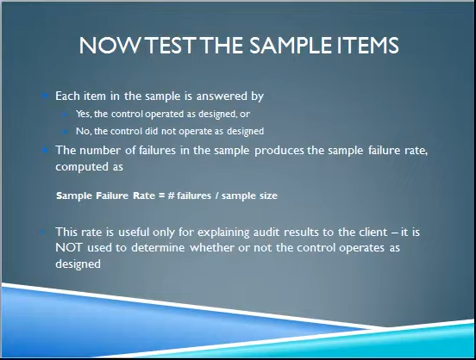 NOW TEST THE SAMPLE ITEMS
Each item in the sample is answered by
Yes, the control operated as designed, or
No, the control did not operate as designed
The number of failures in the sample produces the sample failure rate,
computed as
Sample Failure Rate = # failures / sample size
This rate is useful only for explaining audit results to the client – it is
NOT used to determine whether or not the control operates as
designed